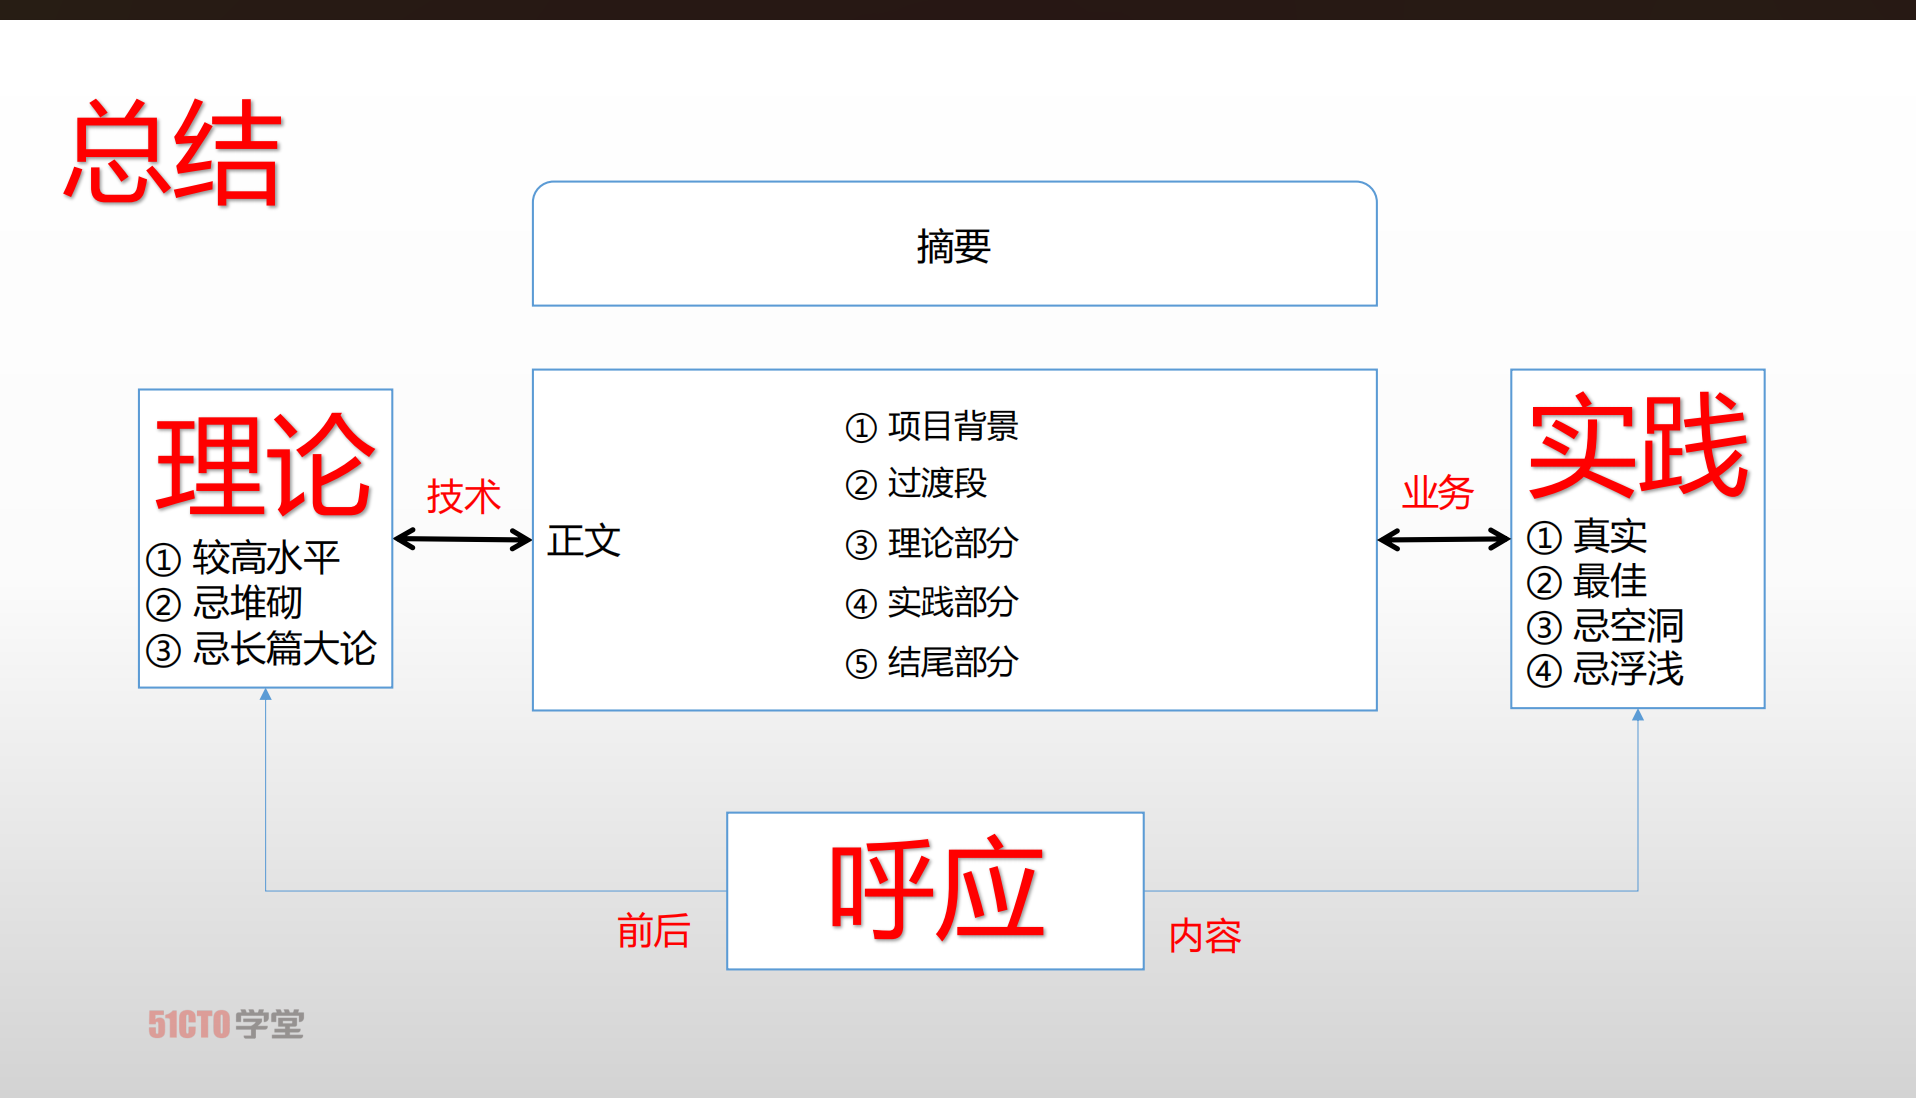 总结
摘要
理论
① 较高水平
② 忌堆砌
③ 忌长篇大论
技术
正文
① 项目背景
② 过渡段
③ 理论部分
④ 实践部分
⑤ 结尾部分
业务
实践
① 真实
② 最佳
③ 忌空洞
④ 忌浮浅
呼应
前后
内容
51CTO学堂